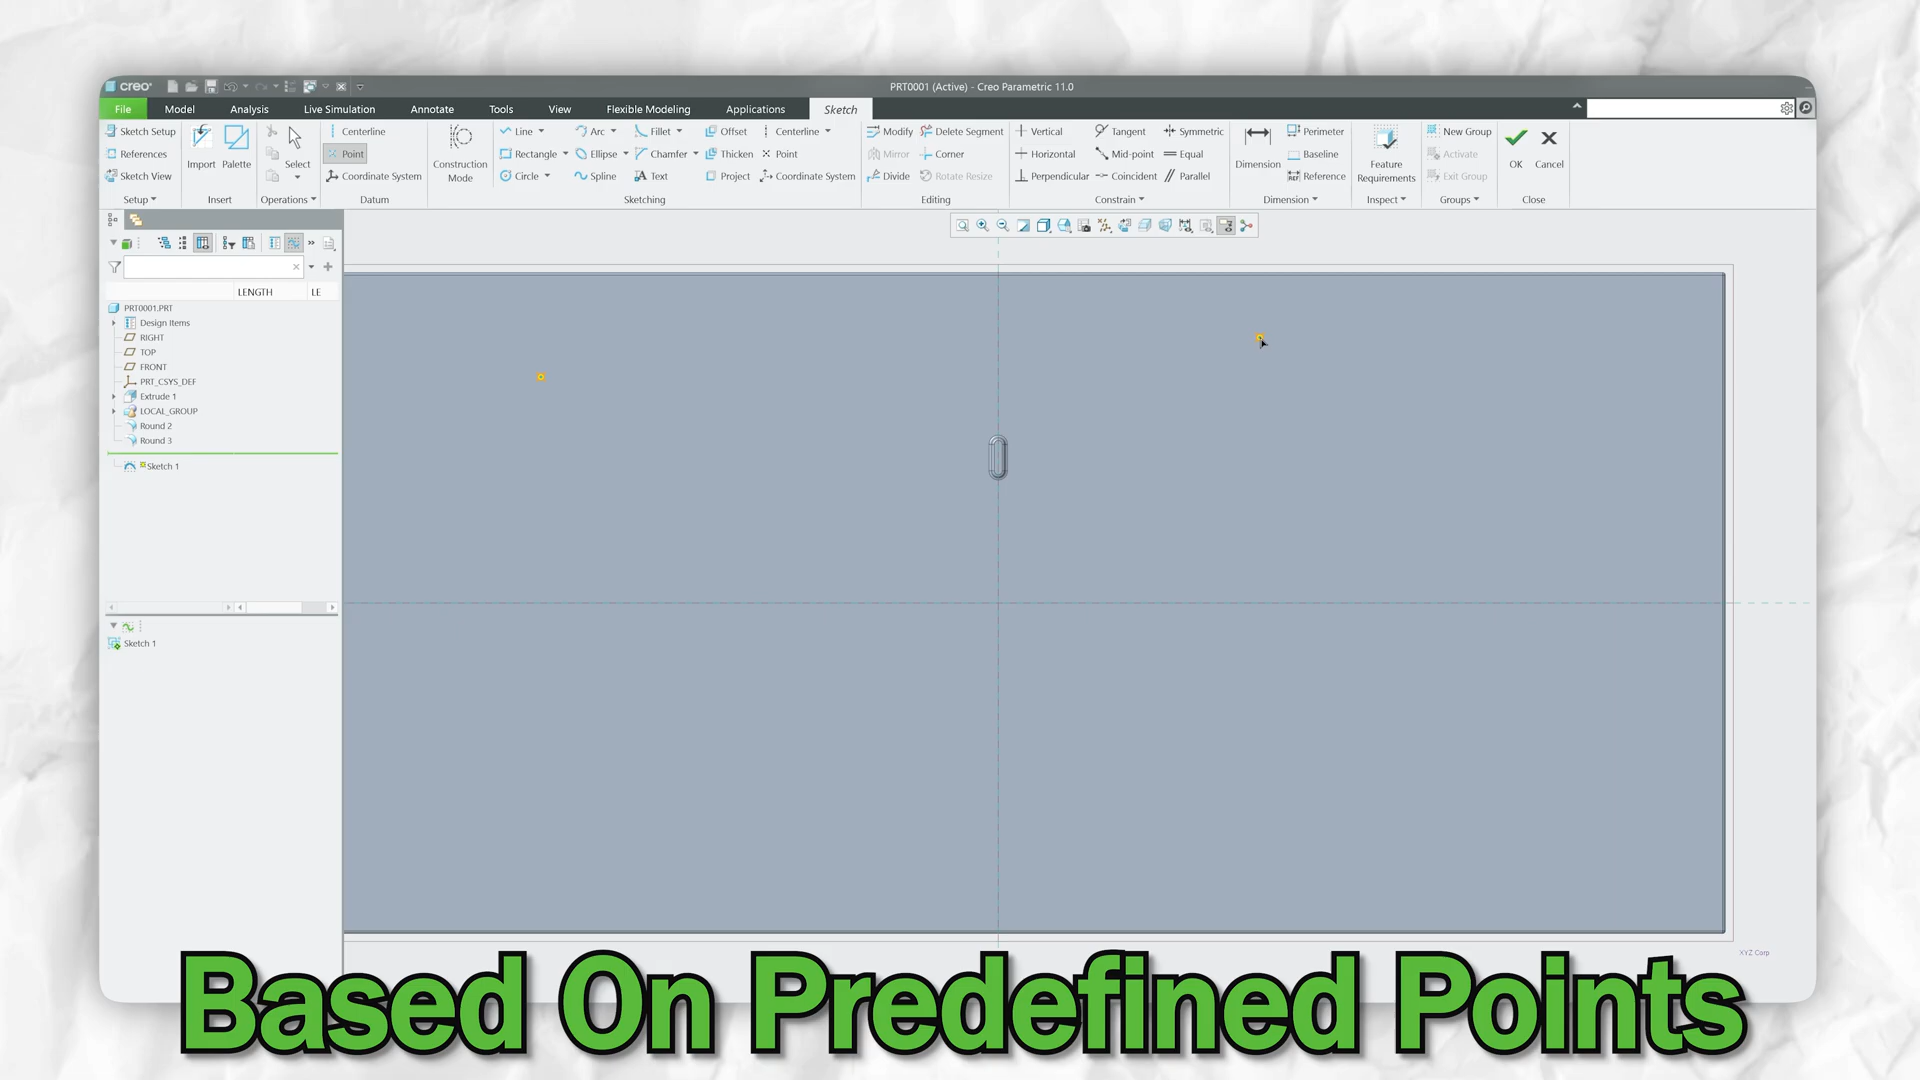 creo
PRT0001 (Active) - Creo Parametric 11.0
File Model Analysis Live Simulation Annotate Tools View Flexible Modeling Applications Sketch
Sketch Setup
References
Sketch View
Setup
Import
Palette
Insert
Select
Operations
Centerline
Point
Coordinate System
Datum
Construction
Mode
Line Arc Fillet Offset Centerline
Rectangle Ellipse Chamfer Thicken Point
Circle Spline Text Project Coordinate System
Sketching
Modify Delete Segment
Mirror Corner
Divide Rotate Resize
Editing
Vertical Tangent Symmetric
Horizontal Mid-point Equal
Perpendicular Coincident Parallel
Constrain
Dimension
Perimeter
Baseline
REF Reference
Dimension
Feature
Requirements
Inspect
New Group
Activate
Exit Group
Groups
OK
Cancel
Close
LENGTH LE
PRT0001.PRT
Design Items
RIGHT
TOP
FRONT
PRT_CSYS_DEF
Extrude 1
LOCAL_GROUP
Round 2
Round 3
Sketch 1
Sketch 1
XYZ Corp
Based On Predefined Points